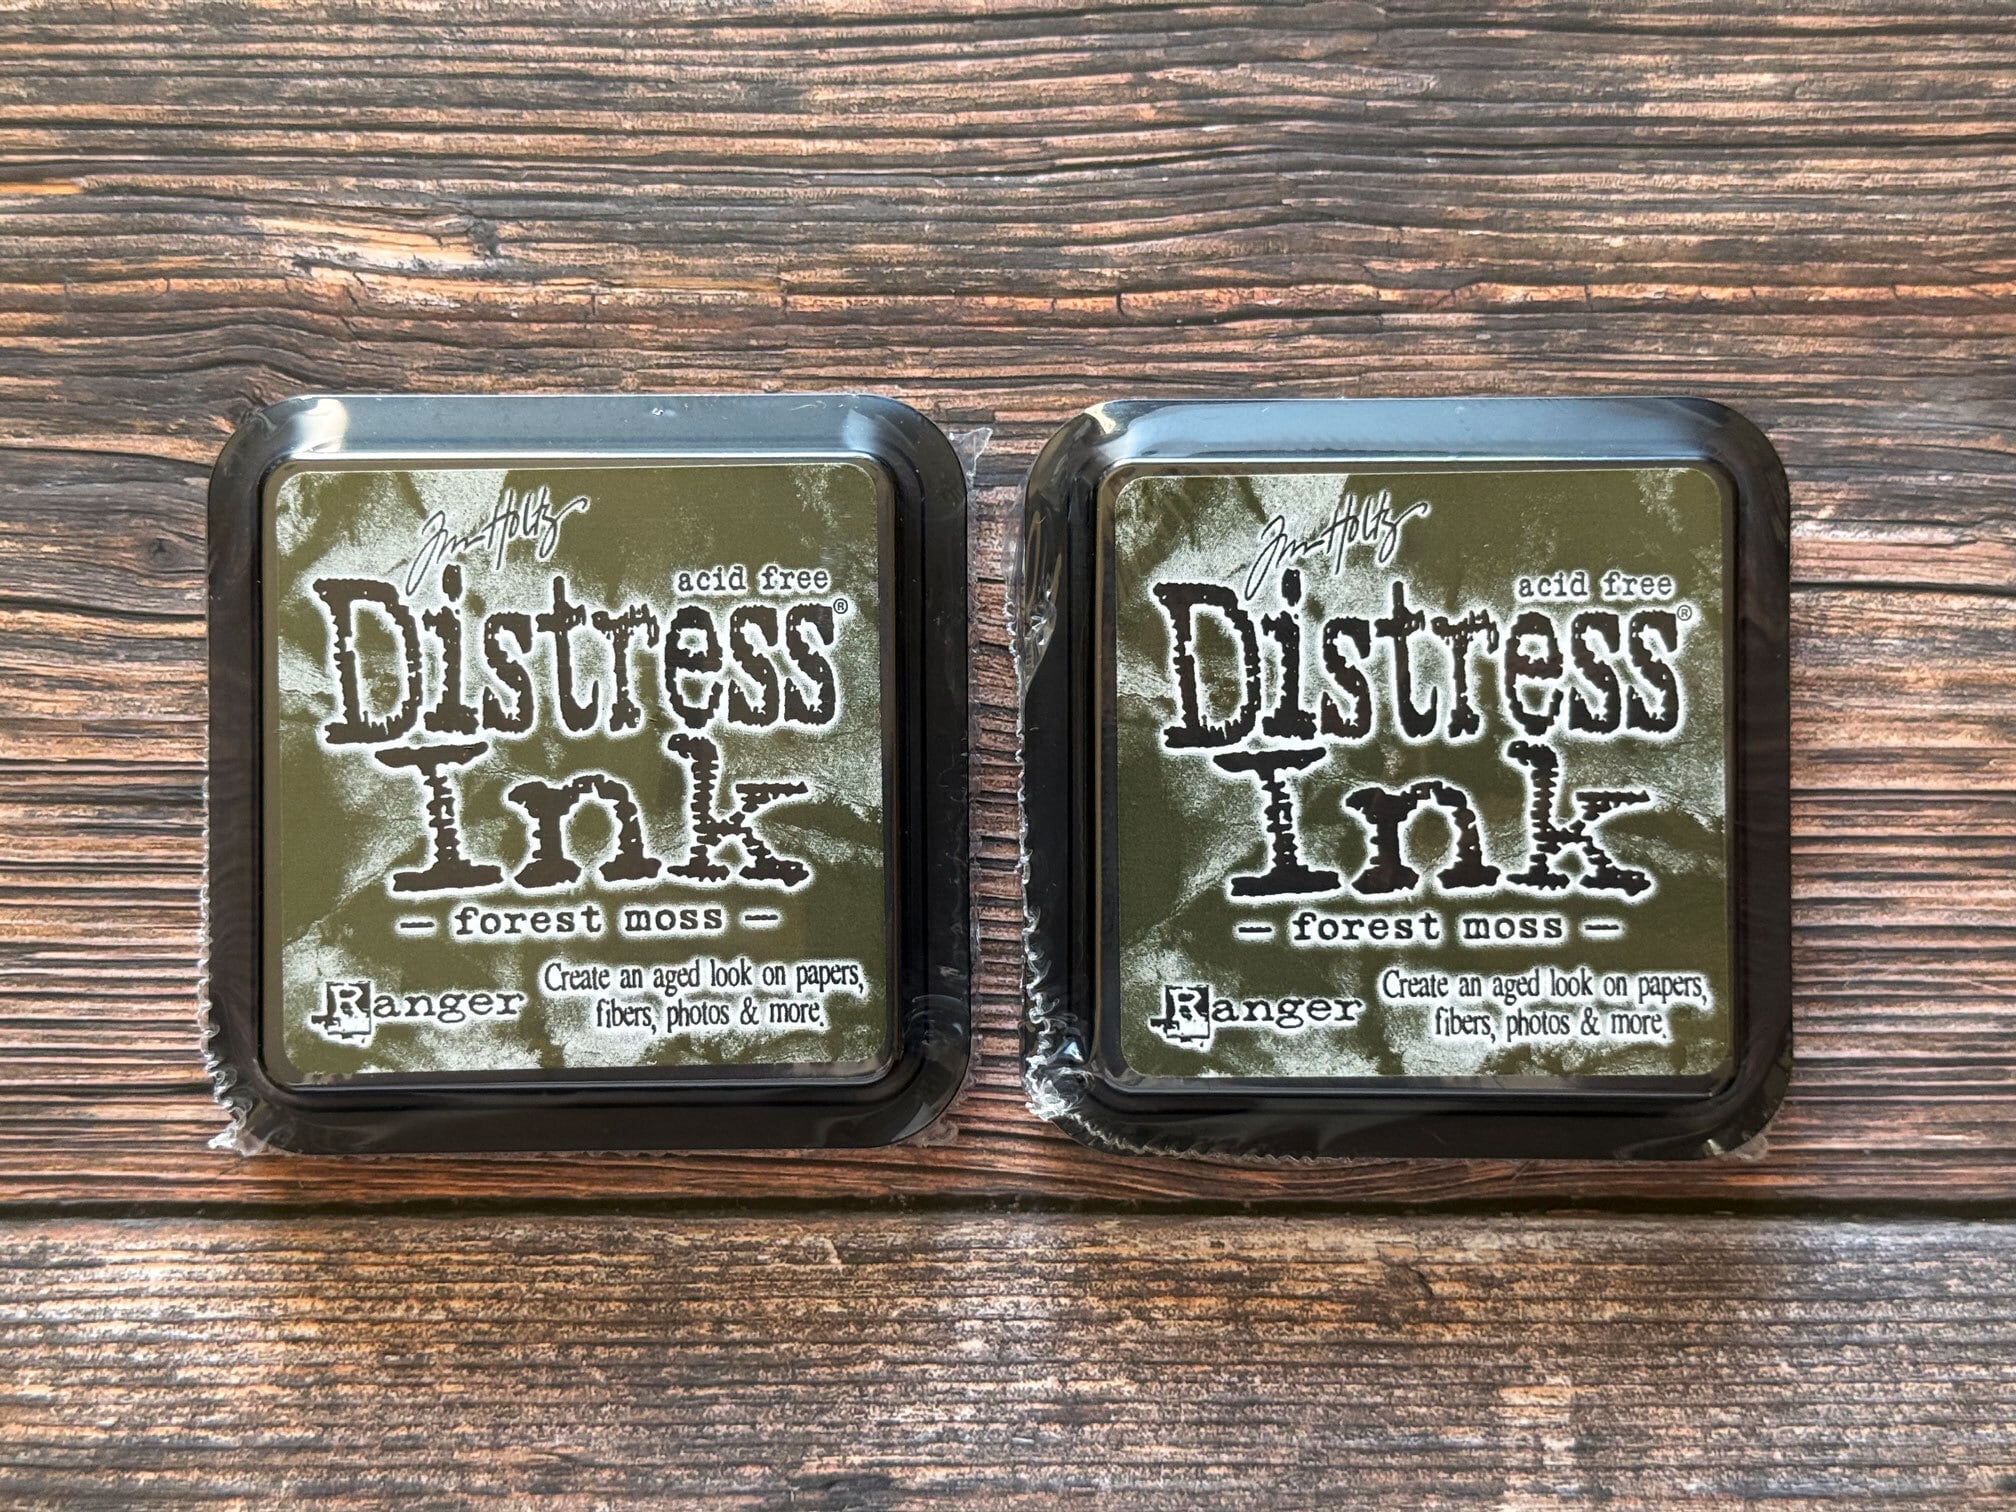 Tim Holtz
acid free
Distress®
Ink
— forest moss —
Ranger
Create an aged look on papers,
fibers, photos & more.
Tim Holtz
acid free
Distress®
Ink
— forest moss —
Ranger
Create an aged look on papers,
fibers, photos & more.